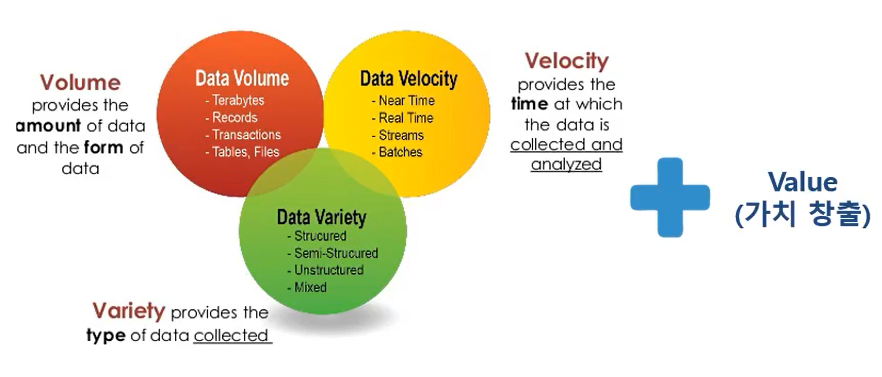 Volume
provides the
amount of data
and the form of
data
Data Volume
- Terabytes
- Records
- Transactions
- Tables, Files
Data Velocity
- Near Time
- Real Time
- Streams
- Batches
Velocity
provides the
time at which
the data is
collected and
analyzed
Data Variety
- Strucured
- Semi-Strucured
- Unstructured
- Mixed
Variety provides the
type of data collected
Value
(가치 창출)